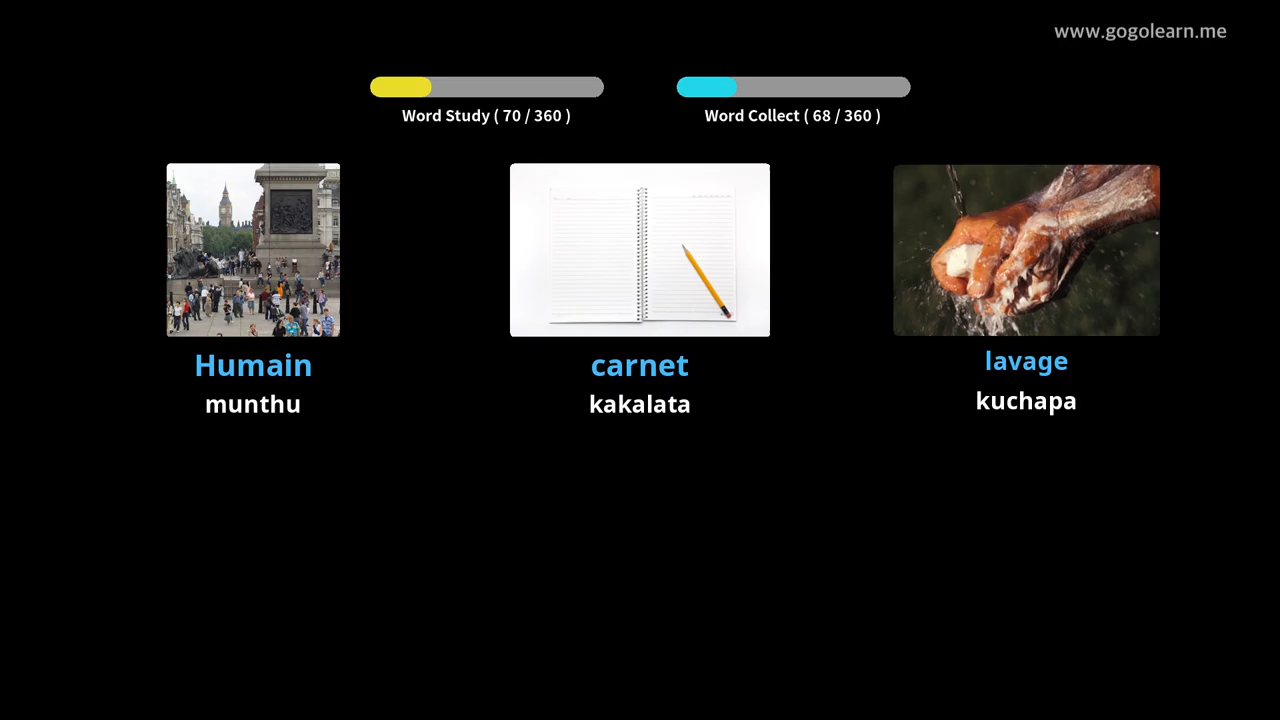 www.gogolearn.me
Word Study ( 70 / 360 )
Word Collect ( 68 / 360 )
Humain
munthu
carnet
kakalata
lavage
kuchapa